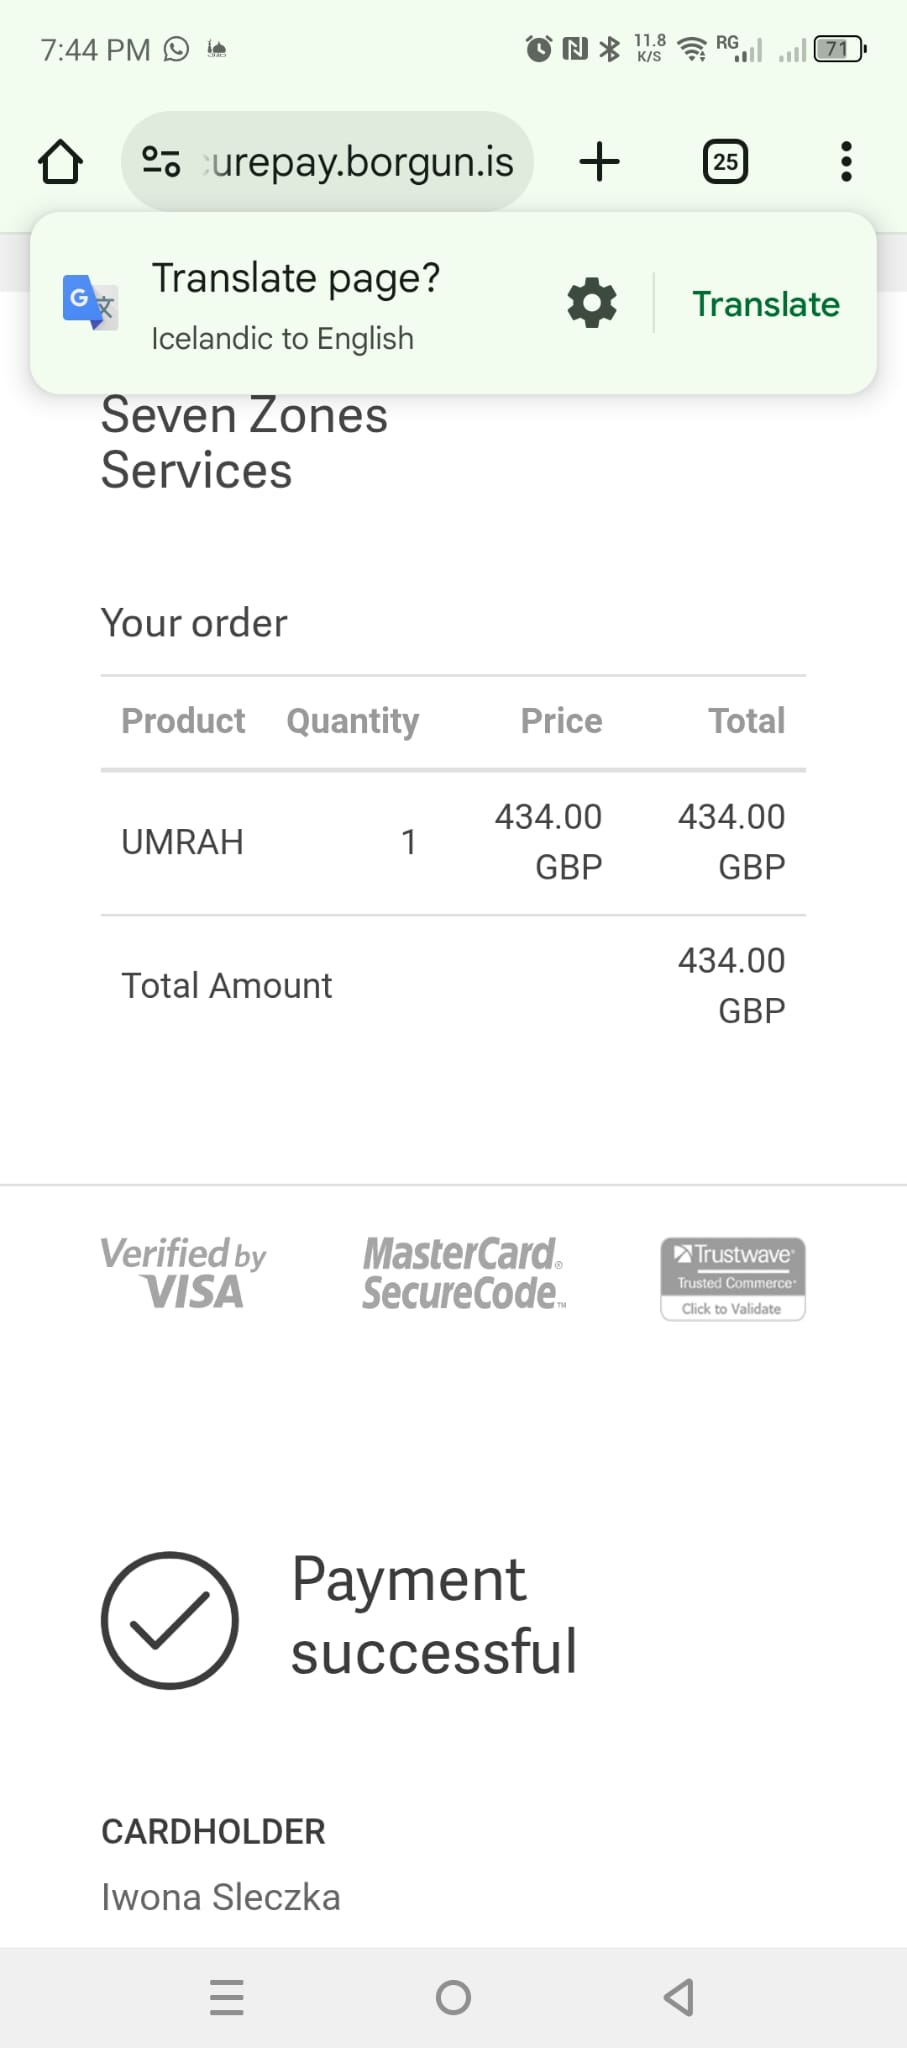 7:44 PM
11.8
K/S
RG
71
urepay.borgun.is
25
Translate page?
Icelandic to English
Translate
G
文
Seven Zones
Services
Your order
Product Quantity Price Total
UMRAH 1 434.00 GBP 434.00 GBP
Total Amount 434.00 GBP
Verified by
VISA
MasterCard®
SecureCode™
Trustwave®
Trusted Commerce®
Click to Validate
Payment
successful
CARDHOLDER
Iwona Sleczka